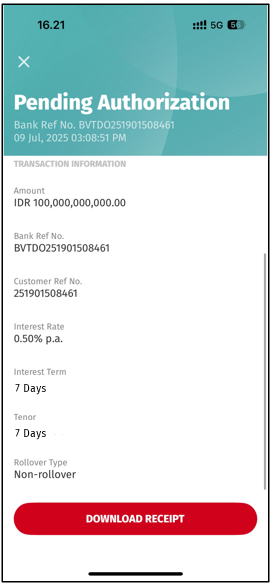 16.21
5G 56
Pending Authorization
Bank Ref No. BVTDO251901508461
09 Jul, 2025 03:08:51 PM
TRANSACTION INFORMATION
Amount
IDR 100,000,000,000.00
Bank Ref No.
BVTDO251901508461
Customer Ref No.
251901508461
Interest Rate
0.50% p.a.
Interest Term
7 Days
Tenor
7 Days
Rollover Type
Non-rollover
DOWNLOAD RECEIPT